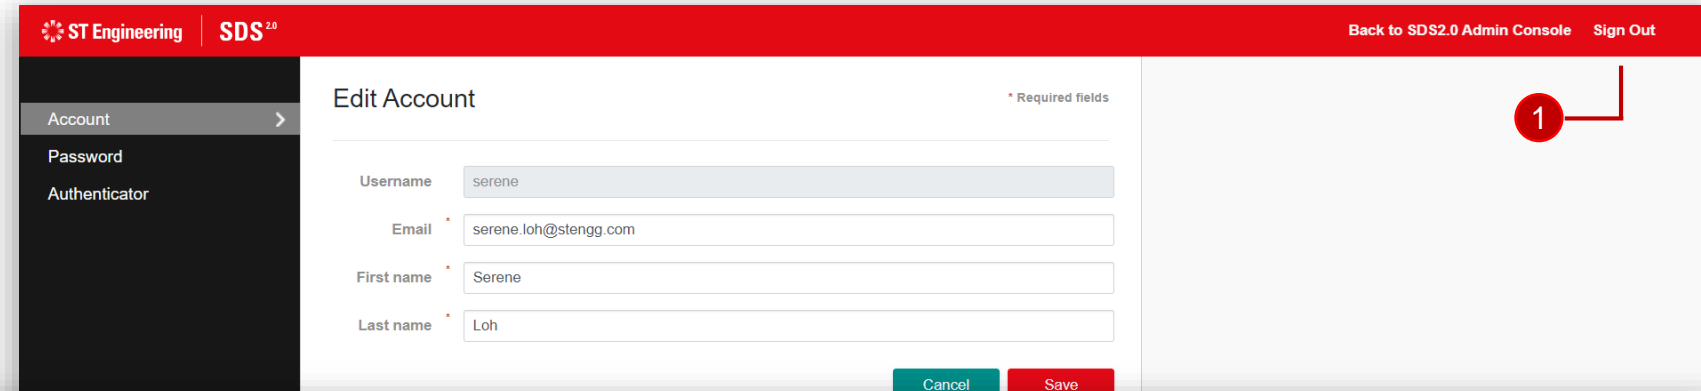 ST Engineering SDS 2.0 Back to SDS2.0 Admin Console Sign Out
Account
Password
Authenticator
Edit Account * Required fields
Username serene
Email * serene.loh@stengg.com
First name * Serene
Last name * Loh
Cancel Save
1